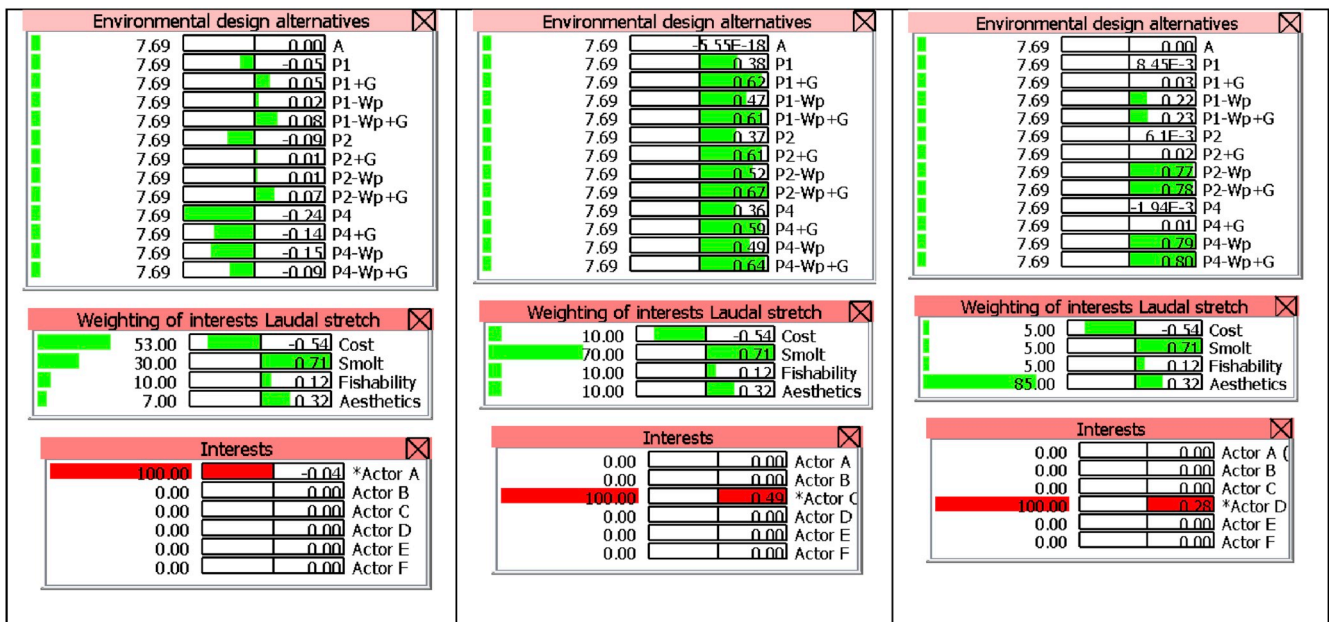 Environmental design alternatives
7.69 0.00 A
7.69 -0.05 P1
7.69 0.05 P1+G
7.69 0.02 P1-Wp
7.69 0.08 P1-Wp+G
7.69 -0.09 P2
7.69 0.01 P2+G
7.69 0.01 P2-Wp
7.69 0.07 P2-Wp+G
7.69 -0.24 P4
7.69 -0.14 P4+G
7.69 -0.15 P4-Wp
7.69 -0.09 P4-Wp+G
Weighting of interests Laudal stretch
53.00 -0.54 Cost
30.00 0.71 Smolt
10.00 0.12 Fishability
7.00 0.32 Aesthetics
Interests
100.00 -0.04 *Actor A
0.00 0.00 Actor B
0.00 0.00 Actor C
0.00 0.00 Actor D
0.00 0.00 Actor E
0.00 0.00 Actor F
Environmental design alternatives
7.69 -5.55E-18 A
7.69 0.38 P1
7.69 0.62 P1+G
7.69 0.47 P1-Wp
7.69 0.61 P1-Wp+G
7.69 0.37 P2
7.69 0.61 P2+G
7.69 0.52 P2-Wp
7.69 0.67 P2-Wp+G
7.69 0.36 P4
7.69 0.59 P4+G
7.69 0.49 P4-Wp
7.69 0.64 P4-Wp+G
Weighting of interests Laudal stretch
10.00 -0.54 Cost
70.00 0.71 Smolt
10.00 0.12 Fishability
10.00 0.32 Aesthetics
Interests
0.00 0.00 Actor A
0.00 0.00 Actor B
100.00 0.49 *Actor C
0.00 0.00 Actor D
0.00 0.00 Actor E
0.00 0.00 Actor F
Environmental design alternatives
7.69 0.00 A
7.69 8.45E-3 P1
7.69 0.03 P1+G
7.69 0.22 P1-Wp
7.69 0.23 P1-Wp+G
7.69 6.1E-3 P2
7.69 0.02 P2+G
7.69 0.77 P2-Wp
7.69 0.78 P2-Wp+G
7.69 -1.94E-3 P4
7.69 0.01 P4+G
7.69 0.79 P4-Wp
7.69 0.80 P4-Wp+G
Weighting of interests Laudal stretch
5.00 -0.54 Cost
5.00 0.71 Smolt
5.00 0.12 Fishability
85.00 0.32 Aesthetics
Interests
0.00 0.00 Actor A (
0.00 0.00 Actor B
0.00 0.00 Actor C
100.00 0.28 *Actor D
0.00 0.00 Actor E
0.00 0.00 Actor F